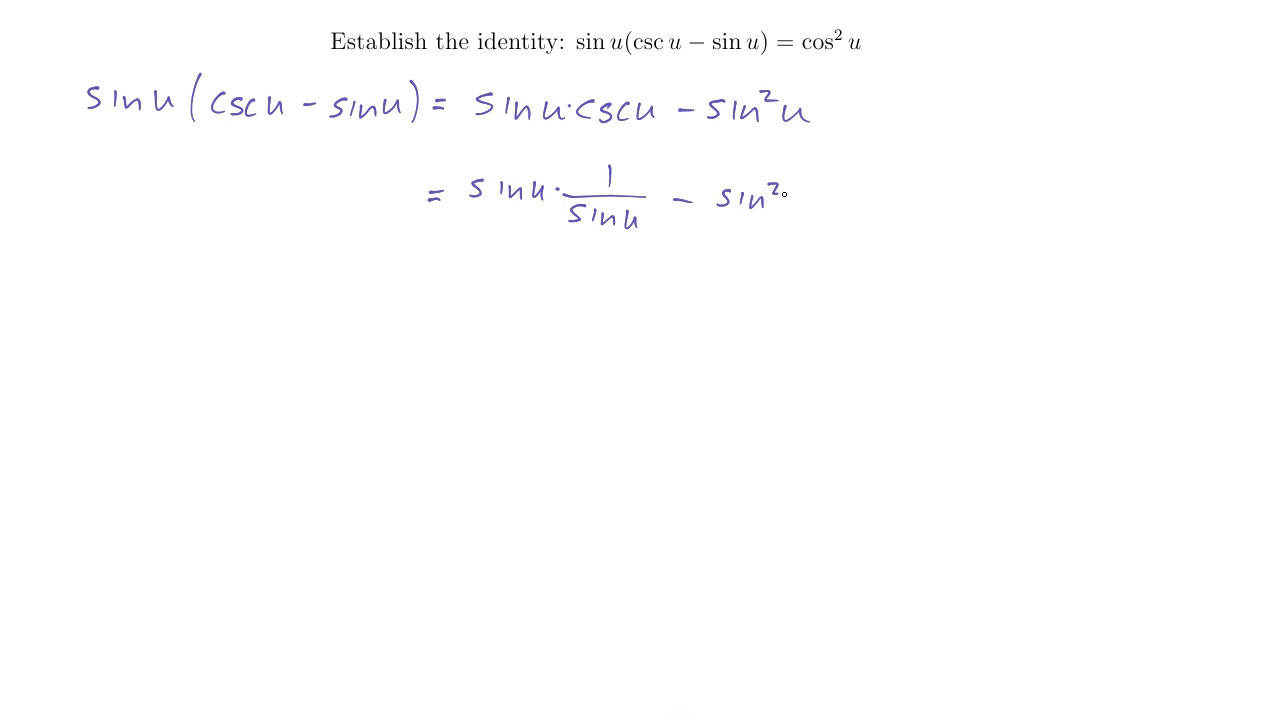 Establish the identity: sin u(csc u − sin u) = cos² u
sin u (csc u - sin u) = sin u · csc u - sin² u
= sin u · 1/sin u - sin²